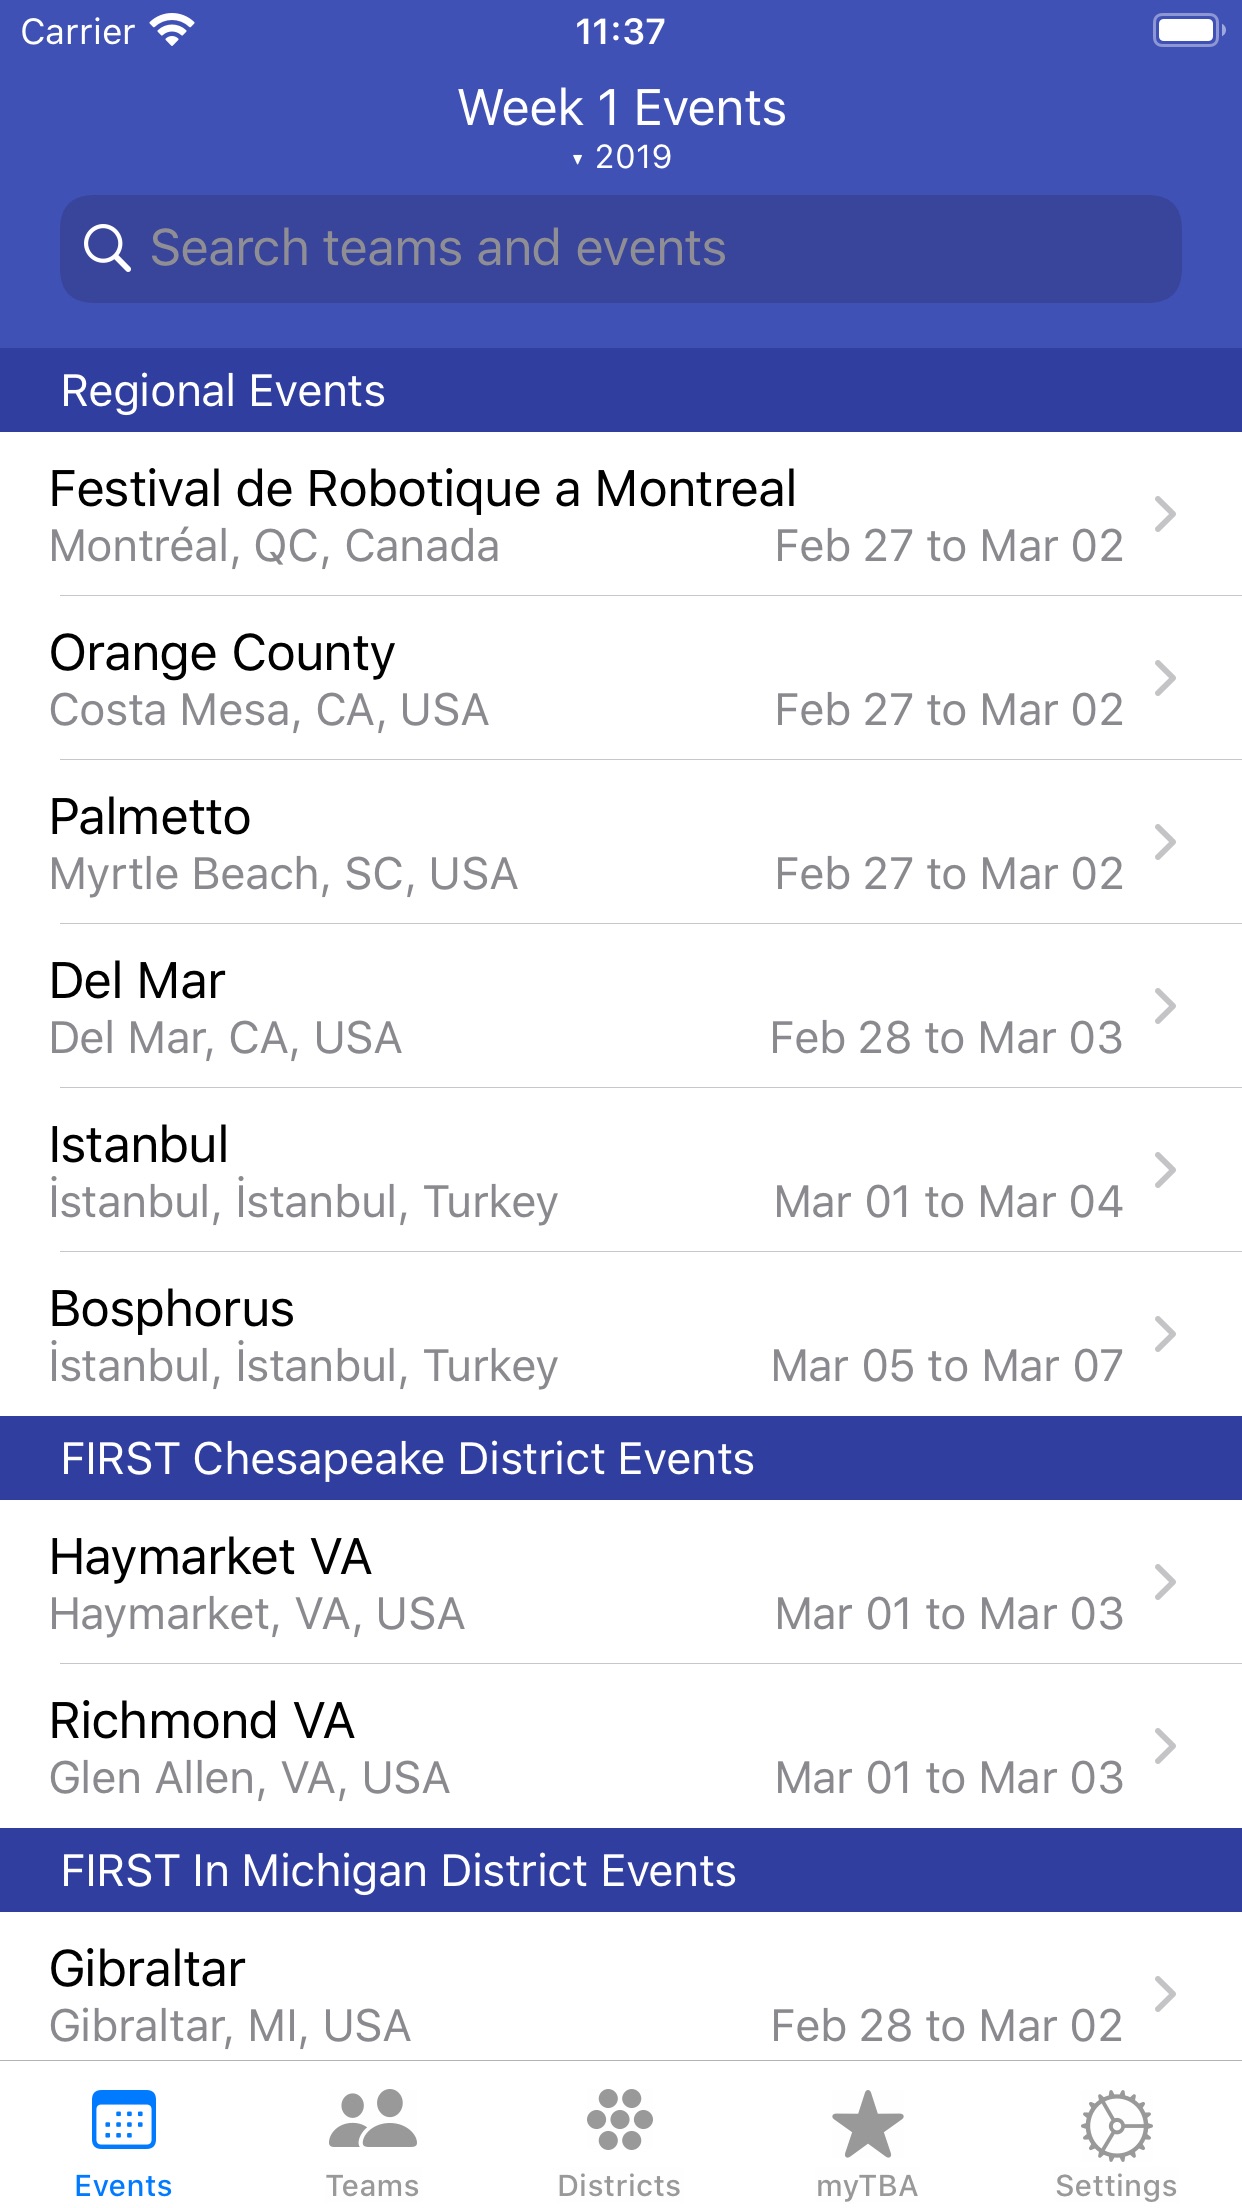 Carrier 11:37
Week 1 Events
▾ 2019
Search teams and events
Regional Events
Festival de Robotique a Montreal
Montréal, QC, Canada Feb 27 to Mar 02
Orange County
Costa Mesa, CA, USA Feb 27 to Mar 02
Palmetto
Myrtle Beach, SC, USA Feb 27 to Mar 02
Del Mar
Del Mar, CA, USA Feb 28 to Mar 03
Istanbul
İstanbul, İstanbul, Turkey Mar 01 to Mar 04
Bosphorus
İstanbul, İstanbul, Turkey Mar 05 to Mar 07
FIRST Chesapeake District Events
Haymarket VA
Haymarket, VA, USA Mar 01 to Mar 03
Richmond VA
Glen Allen, VA, USA Mar 01 to Mar 03
FIRST In Michigan District Events
Gibraltar
Gibraltar, MI, USA Feb 28 to Mar 02
Events Teams Districts myTBA Settings